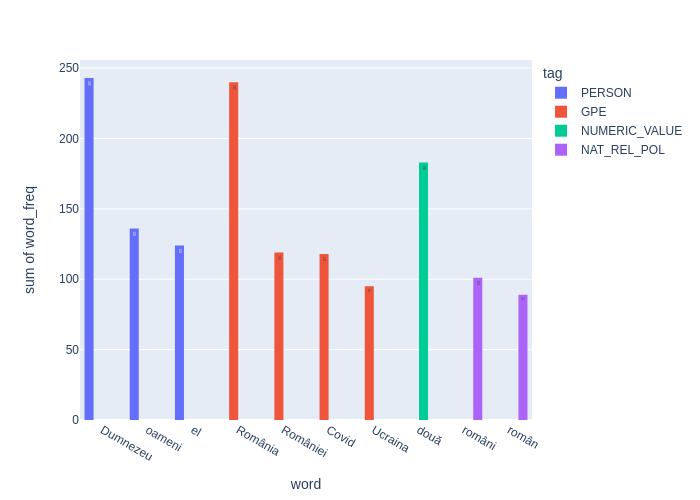 250
200
150
100
50
0
sum of word_freq
Dumnezeu
oameni
el
România
României
Covid
Ucraina
două
români
român
word
tag
PERSON
GPE
NUMERIC_VALUE
NAT_REL_POL